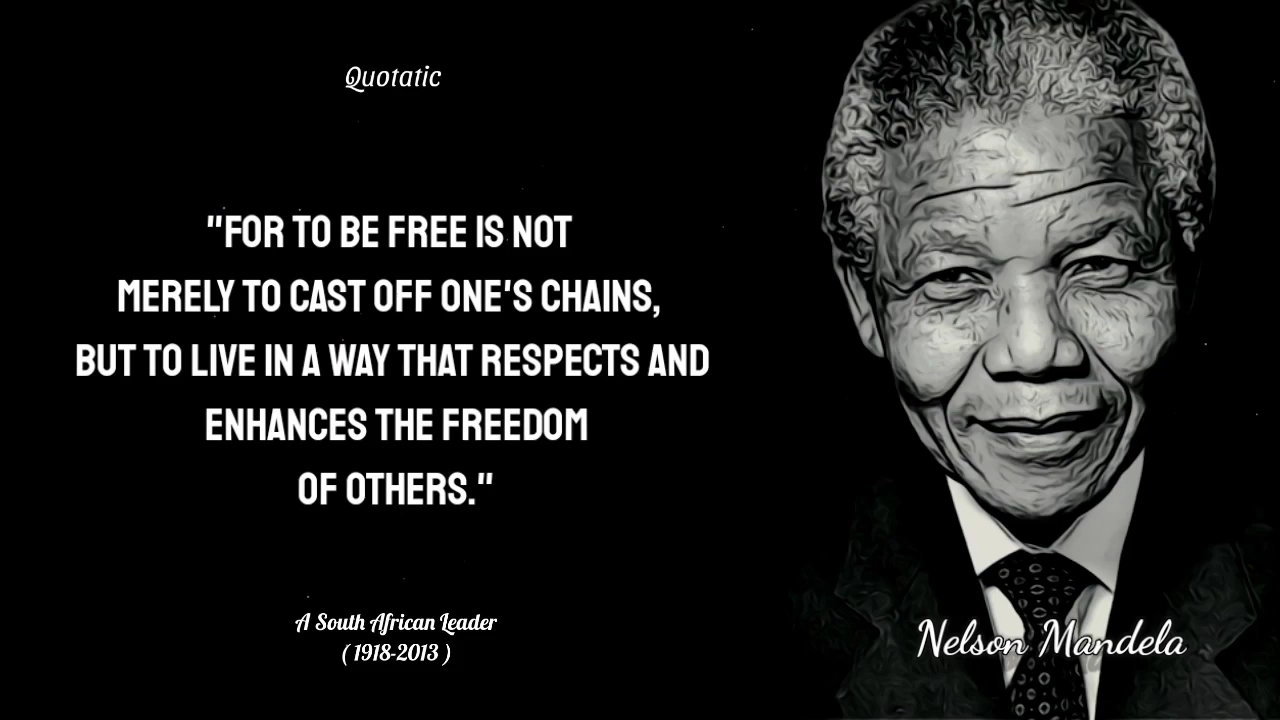 Quotatic
"FOR TO BE FREE IS NOT
MERELY TO CAST OFF ONE'S CHAINS,
BUT TO LIVE IN A WAY THAT RESPECTS AND
ENHANCES THE FREEDOM
OF OTHERS."
A South African Leader
( 1918-2013 )
Nelson Mandela